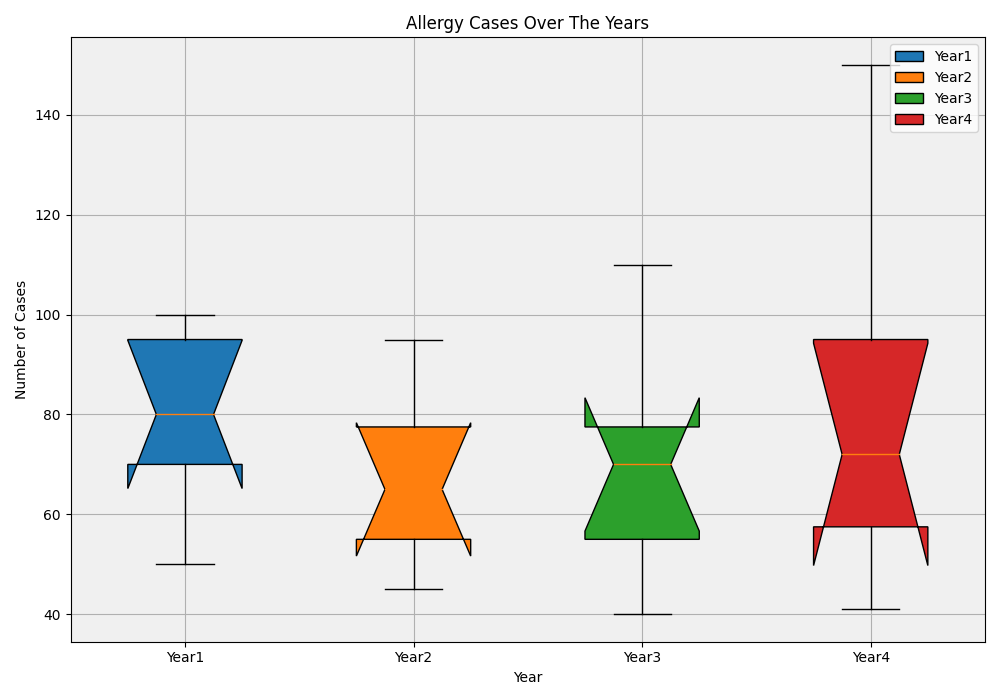 Allergy Cases Over The Years
Year1
Year2
Year3
Year4
Number of Cases
140
120
100
80
60
40
Year1 Year2 Year3 Year4
Year